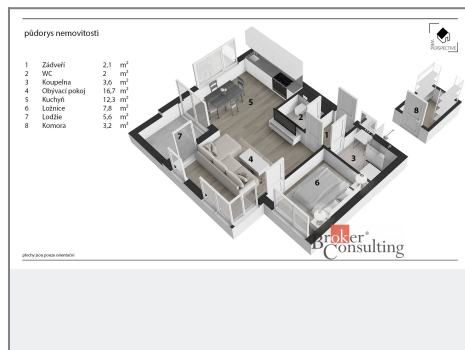 půdorys nemovitosti
1 Zádveří 2,1 m²
2 WC 2 m²
3 Koupelna 3,6 m²
4 Obývací pokoj 16,7 m²
5 Kuchyň 12,3 m²
6 Ložnice 7,8 m²
7 Lodžie 5,6 m²
8 Komora 3,2 m²
PERSPECTIVE
5
2
1
8
7
4
3
6
Broker®
Consulting
plochy jsou pouze orientační